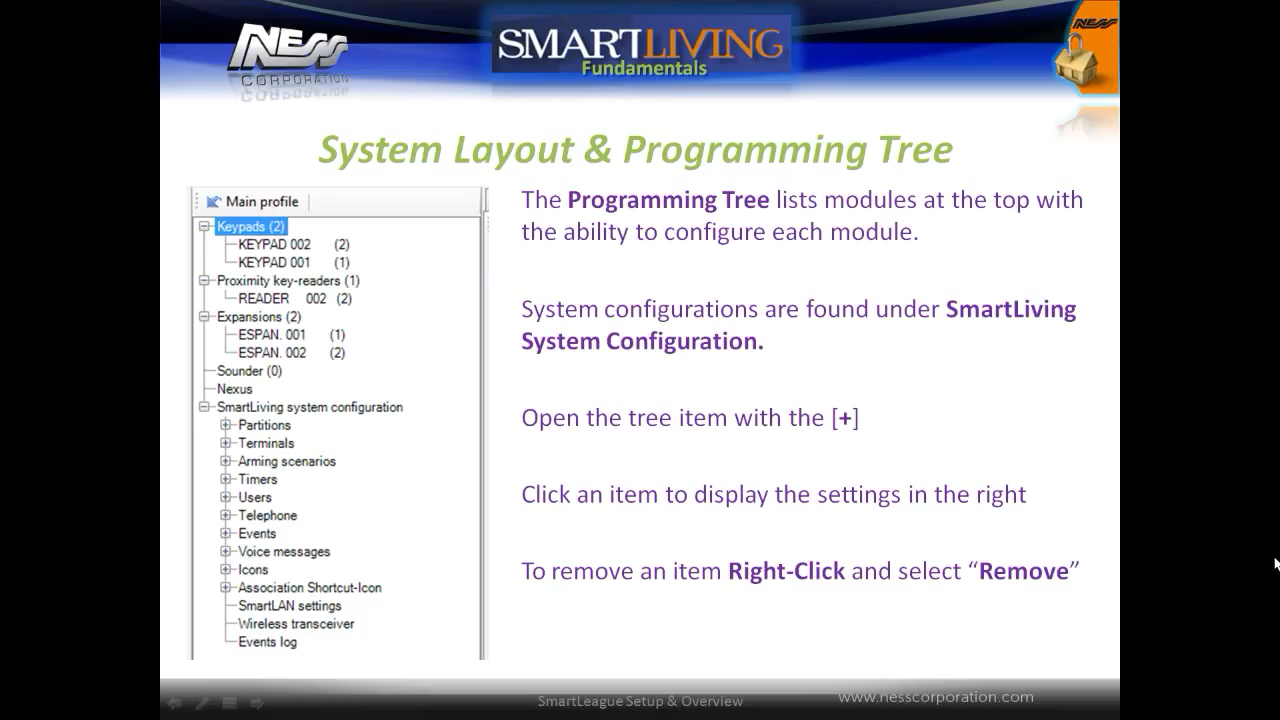 NESS
CORPORATION
SMARTLIVING
Fundamentals
NESS
System Layout & Programming Tree
Main profile
Keypads (2)
KEYPAD 002 (2)
KEYPAD 001 (1)
Proximity key-readers (1)
READER 002 (2)
Expansions (2)
ESPAN. 001 (1)
ESPAN. 002 (2)
Sounder (0)
Nexus
SmartLiving system configuration
Partitions
Terminals
Arming scenarios
Timers
Users
Telephone
Events
Voice messages
Icons
Association Shortcut-Icon
SmartLAN settings
Wireless transceiver
Events log
The Programming Tree lists modules at the top with
the ability to configure each module.
System configurations are found under SmartLiving
System Configuration.
Open the tree item with the [+]
Click an item to display the settings in the right
To remove an item Right-Click and select “Remove”
SmartLeague Setup & Overview
www.nesscorporation.com